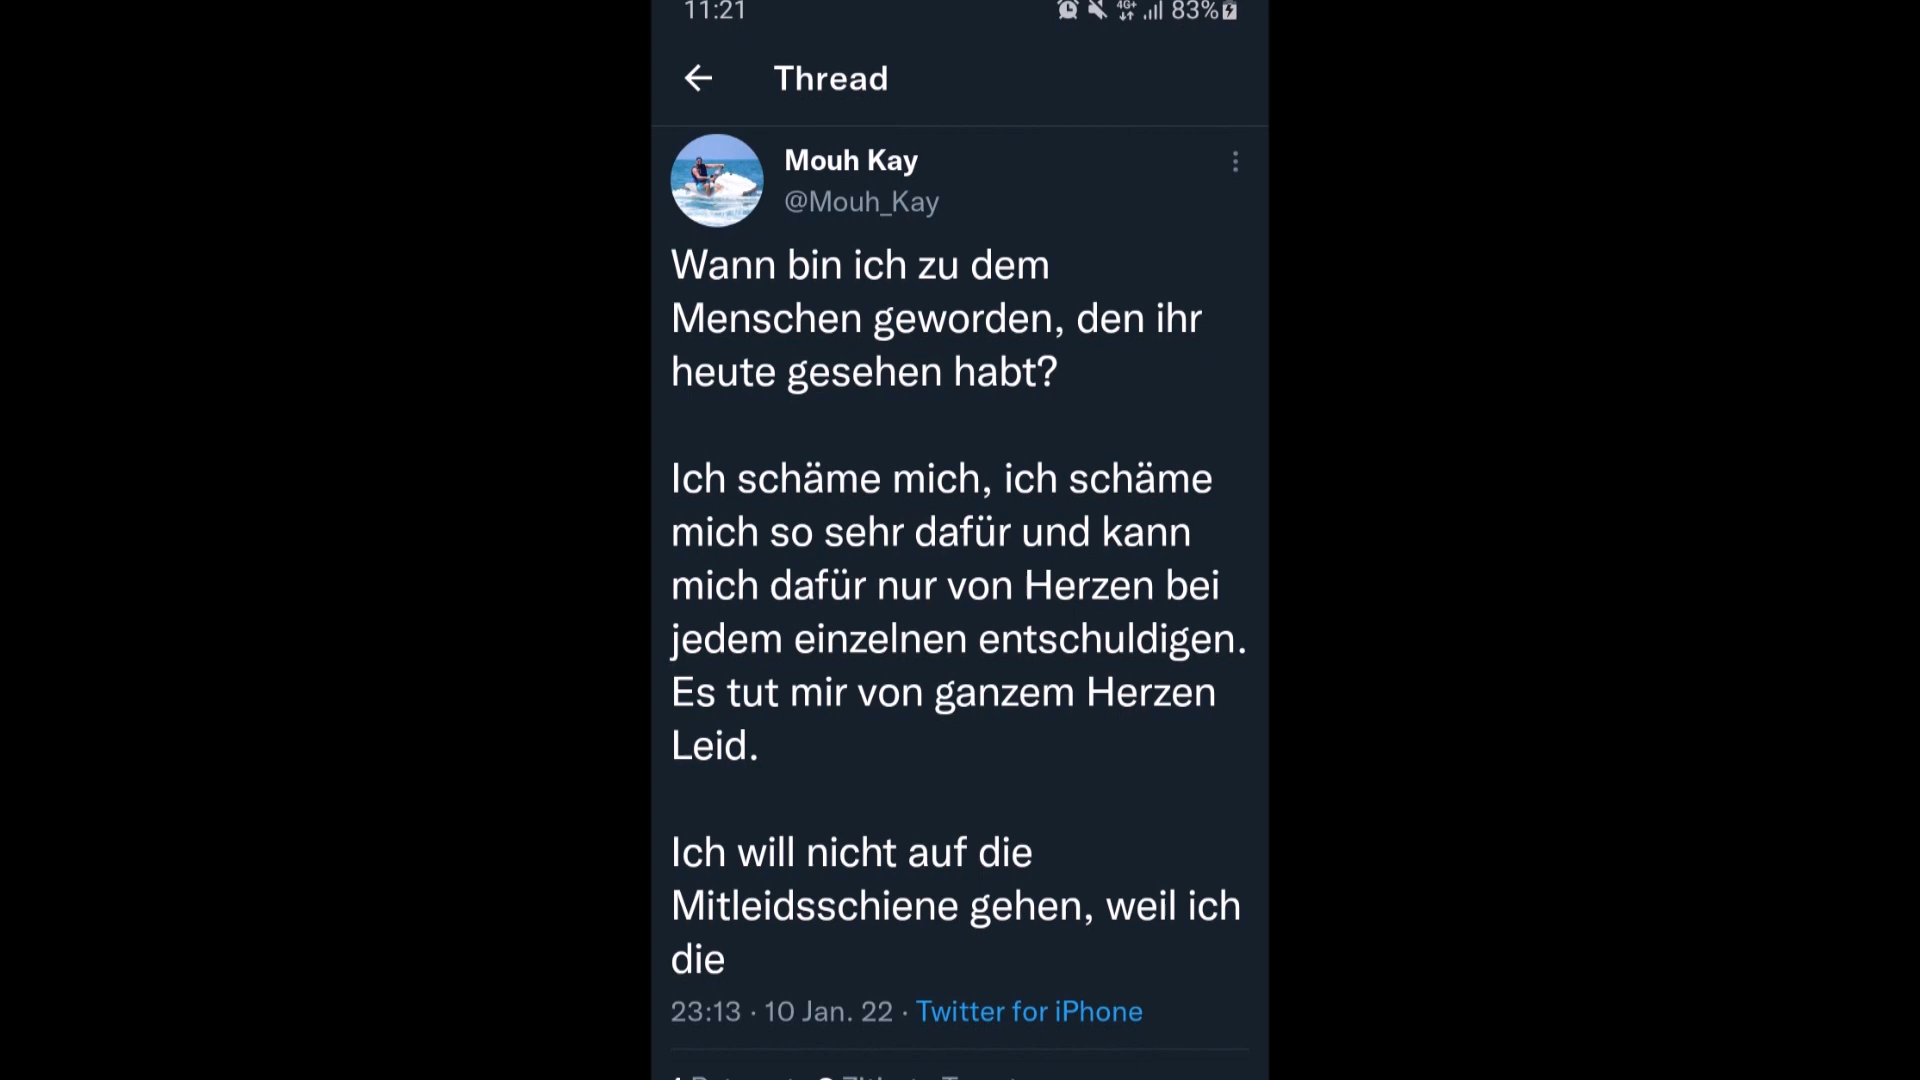 11:21
4G+ 83%
Thread
Mouh Kay
@Mouh_Kay
Wann bin ich zu dem
Menschen geworden, den ihr
heute gesehen habt?
Ich schäme mich, ich schäme
mich so sehr dafür und kann
mich dafür nur von Herzen bei
jedem einzelnen entschuldigen.
Es tut mir von ganzem Herzen
Leid.
Ich will nicht auf die
Mitleidsschiene gehen, weil ich
die
23:13 · 10 Jan. 22 · Twitter for iPhone